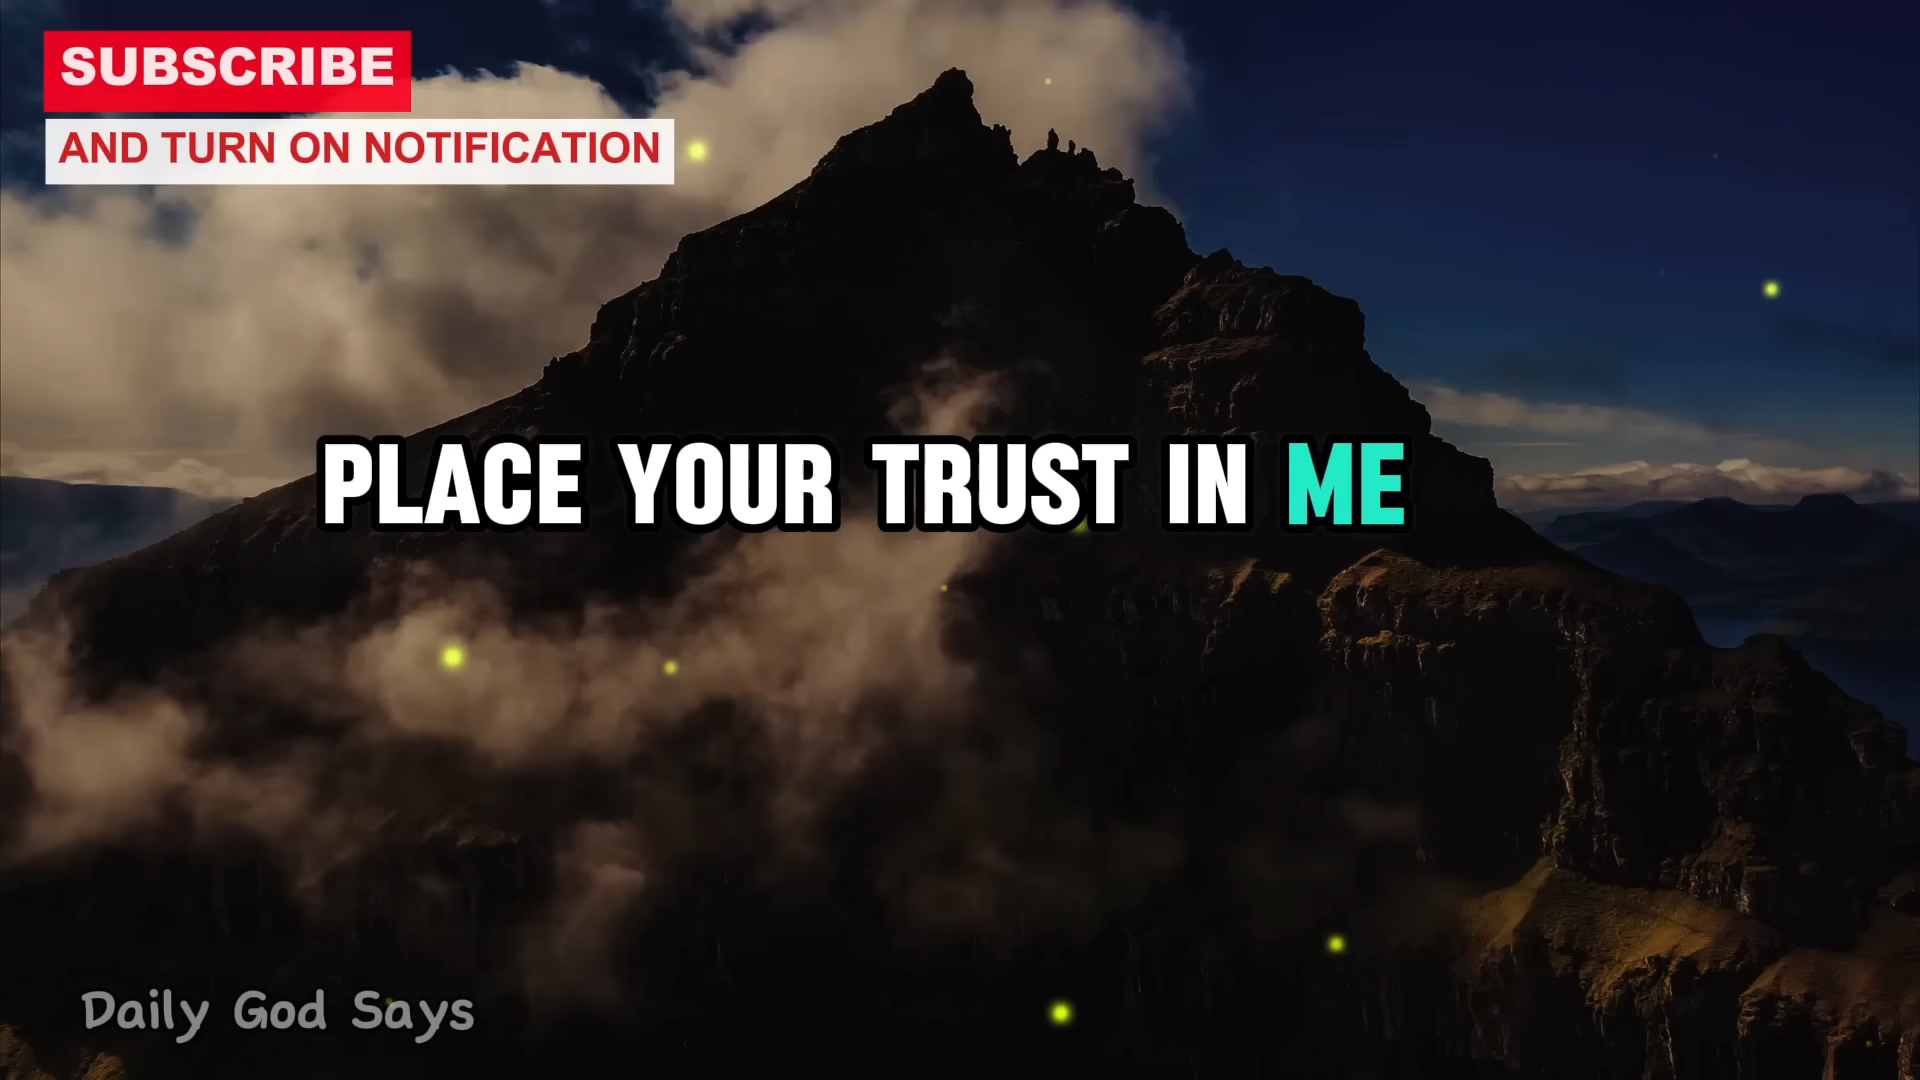 SUBSCRIBE
AND TURN ON NOTIFICATION
PLACE YOUR TRUST IN ME
Daily God Says